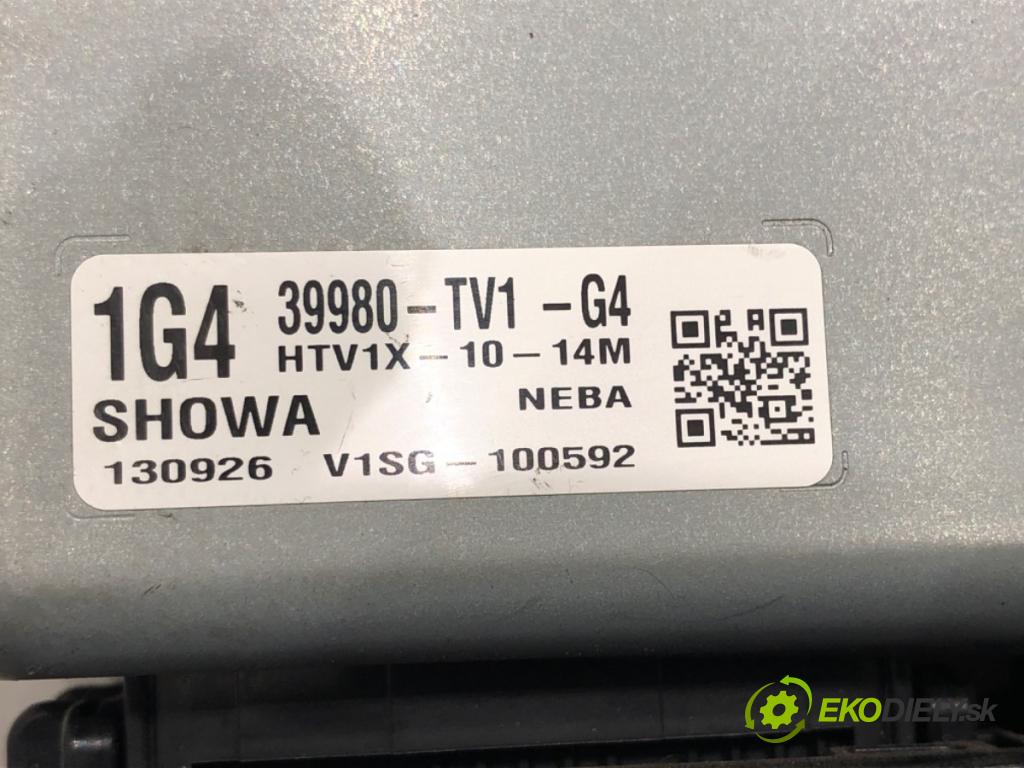 1G4 39980-TV1 -G4
HTV1X-10-14M
SHOWA NEBA
130926 V1SG-100592
EKODIELY.sk